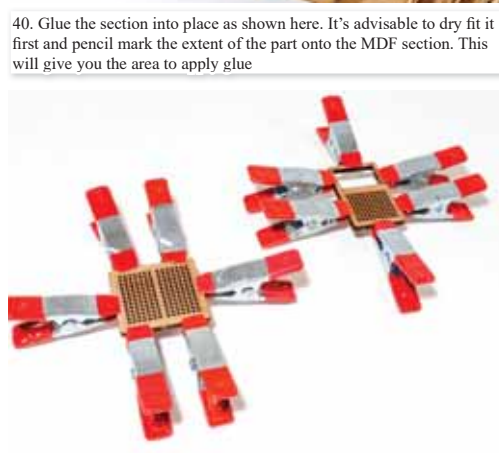 40. Glue the section into place as shown here. It’s advisable to dry fit it
first and pencil mark the extent of the part onto the MDF section. This
will give you the area to apply glue